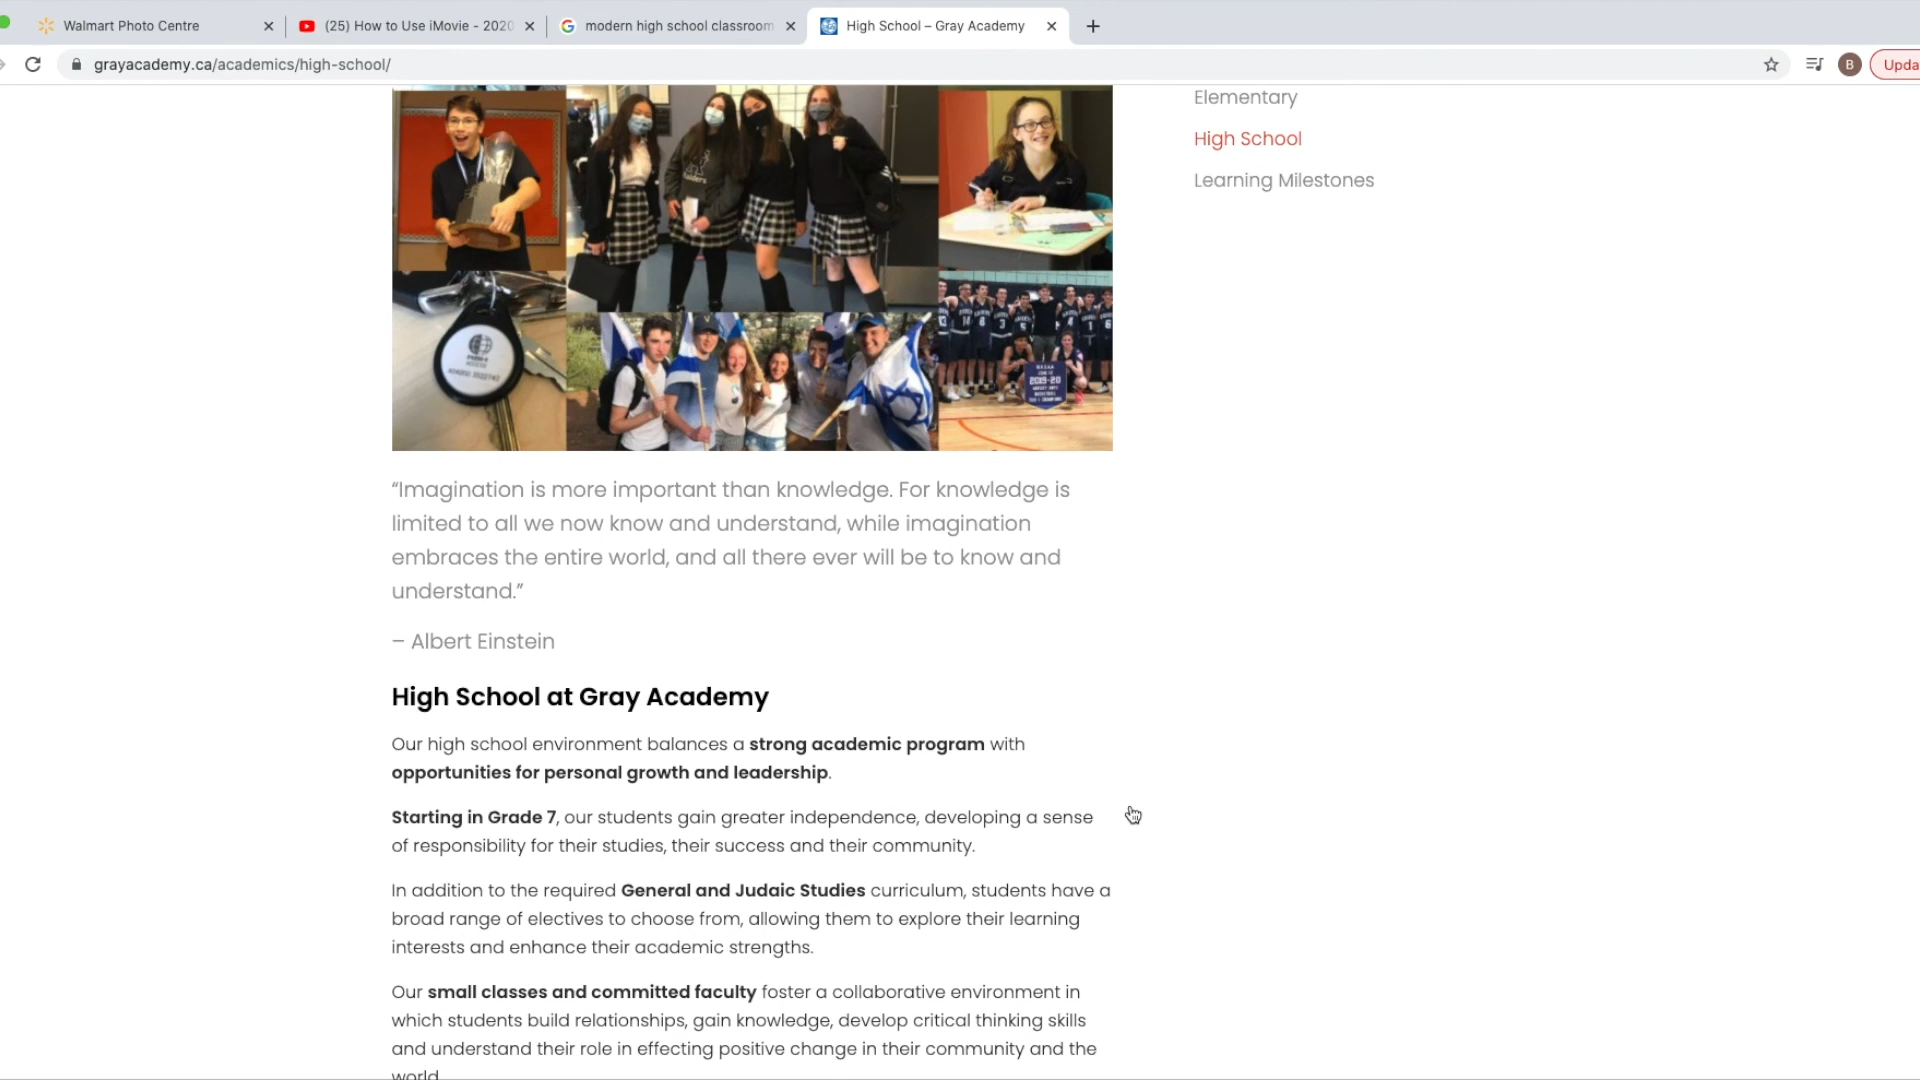 Walmart Photo Centre
(25) How to Use iMovie - 2020
modern high school classroom
High School – Gray Academy
grayacademy.ca/academics/high-school/
B
Upda
Elementary
High School
Learning Milestones
2019-20
“Imagination is more important than knowledge. For knowledge is
limited to all we now know and understand, while imagination
embraces the entire world, and all there ever will be to know and
understand.”
– Albert Einstein
High School at Gray Academy
Our high school environment balances a strong academic program with
opportunities for personal growth and leadership.
Starting in Grade 7, our students gain greater independence, developing a sense
of responsibility for their studies, their success and their community.
In addition to the required General and Judaic Studies curriculum, students have a
broad range of electives to choose from, allowing them to explore their learning
interests and enhance their academic strengths.
Our small classes and committed faculty foster a collaborative environment in
which students build relationships, gain knowledge, develop critical thinking skills
and understand their role in effecting positive change in their community and the
world.